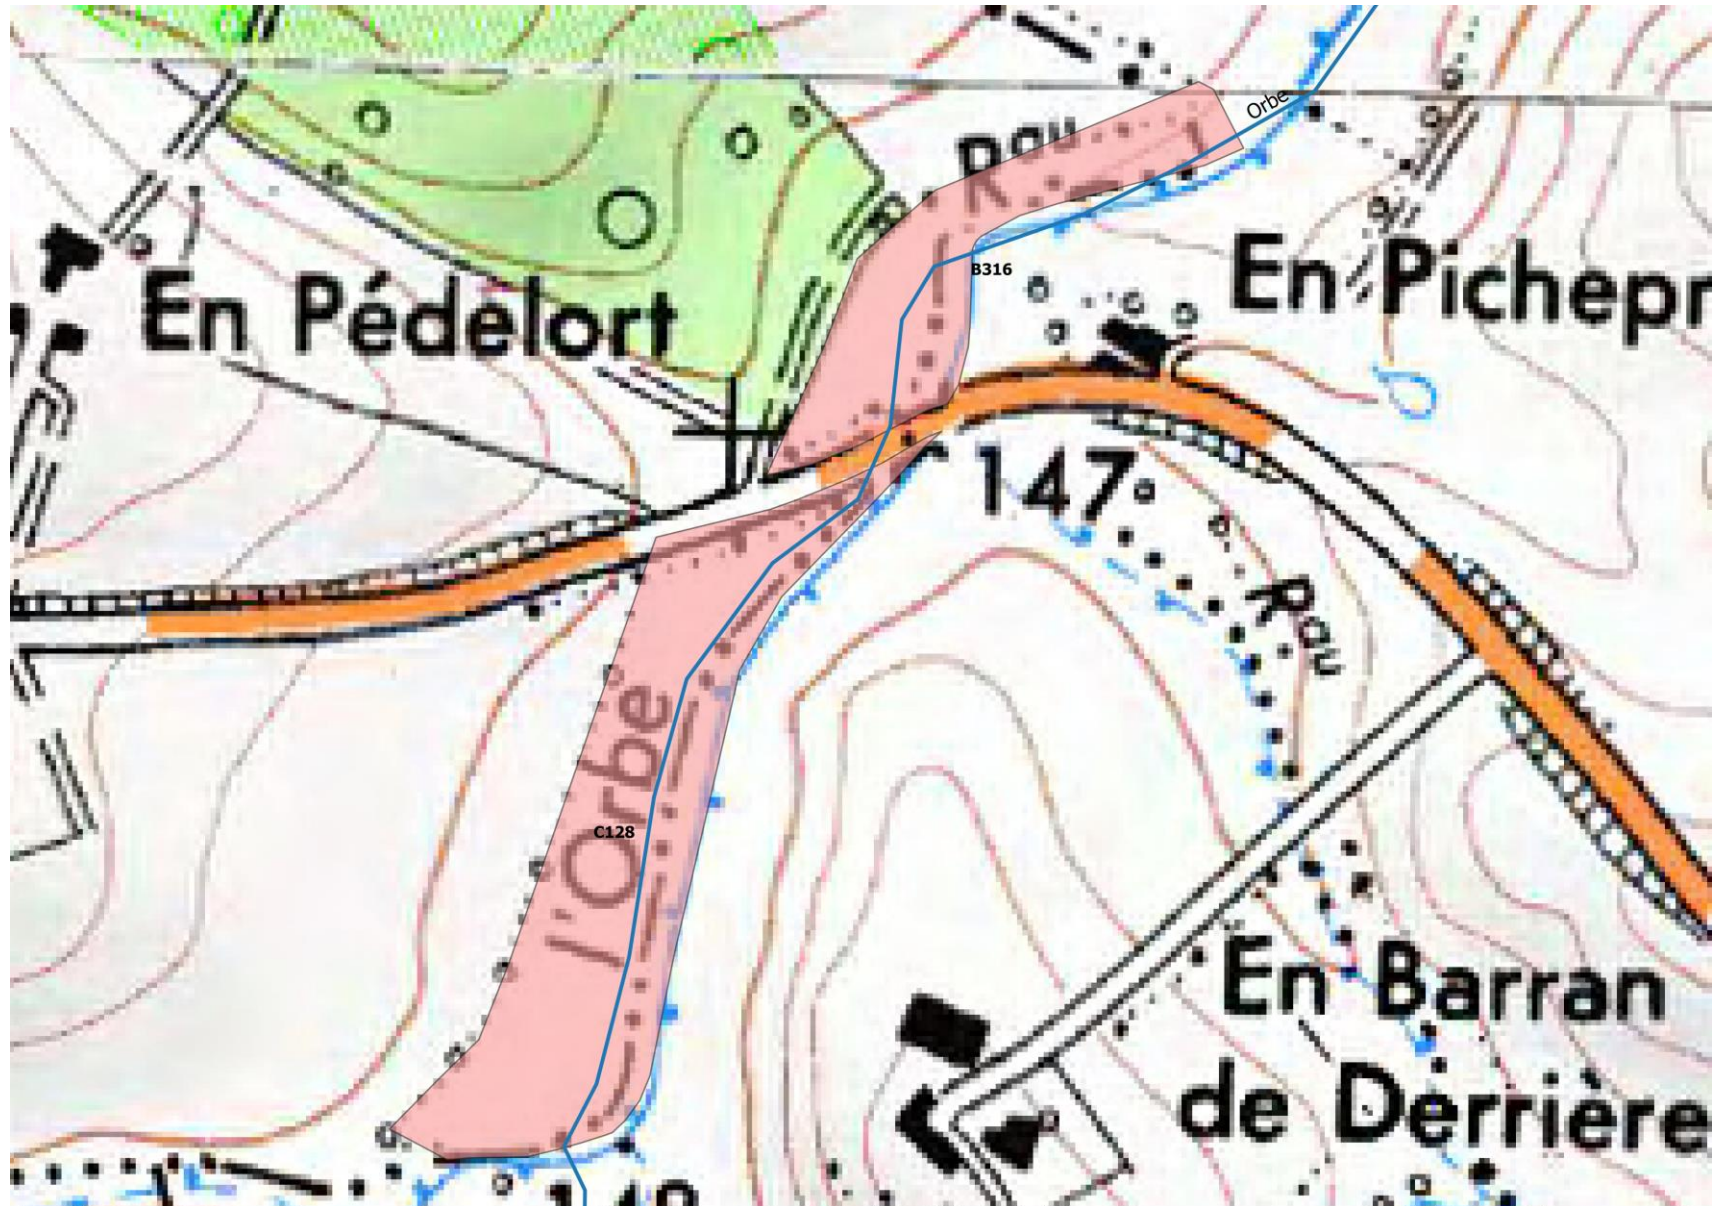 Orbe
Rau
B316
En Pédelort
En Pichepr
147
Rau
l'Orbe
C128
En Barran
de Derrière